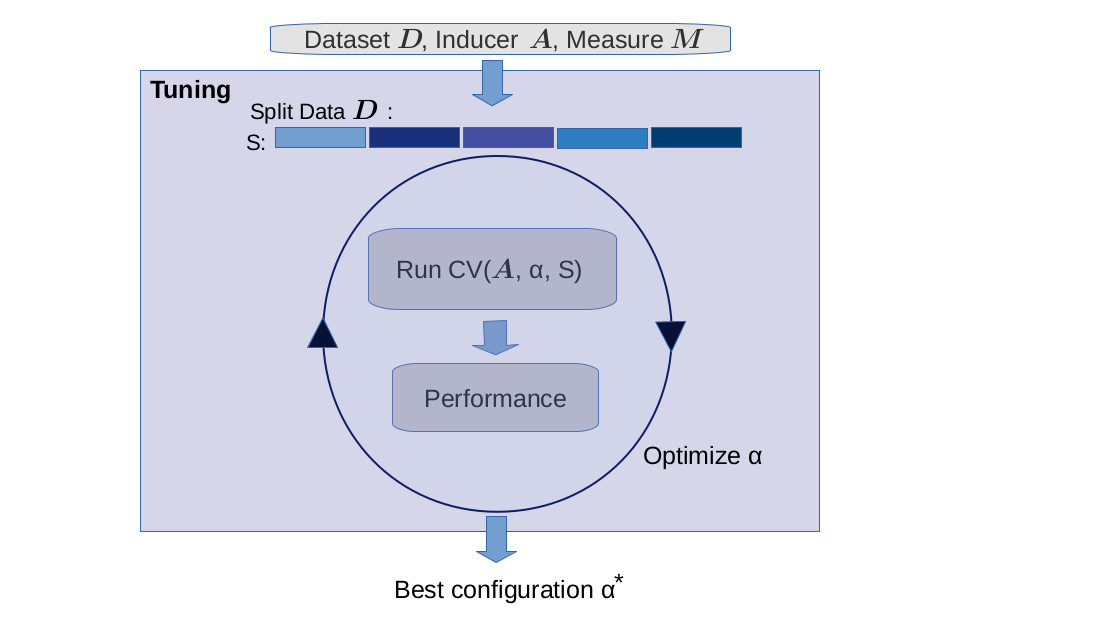 Dataset D, Inducer A, Measure M
Tuning
Split Data D :
S:
Run CV(A, α, S)
Performance
Optimize α
Best configuration α*